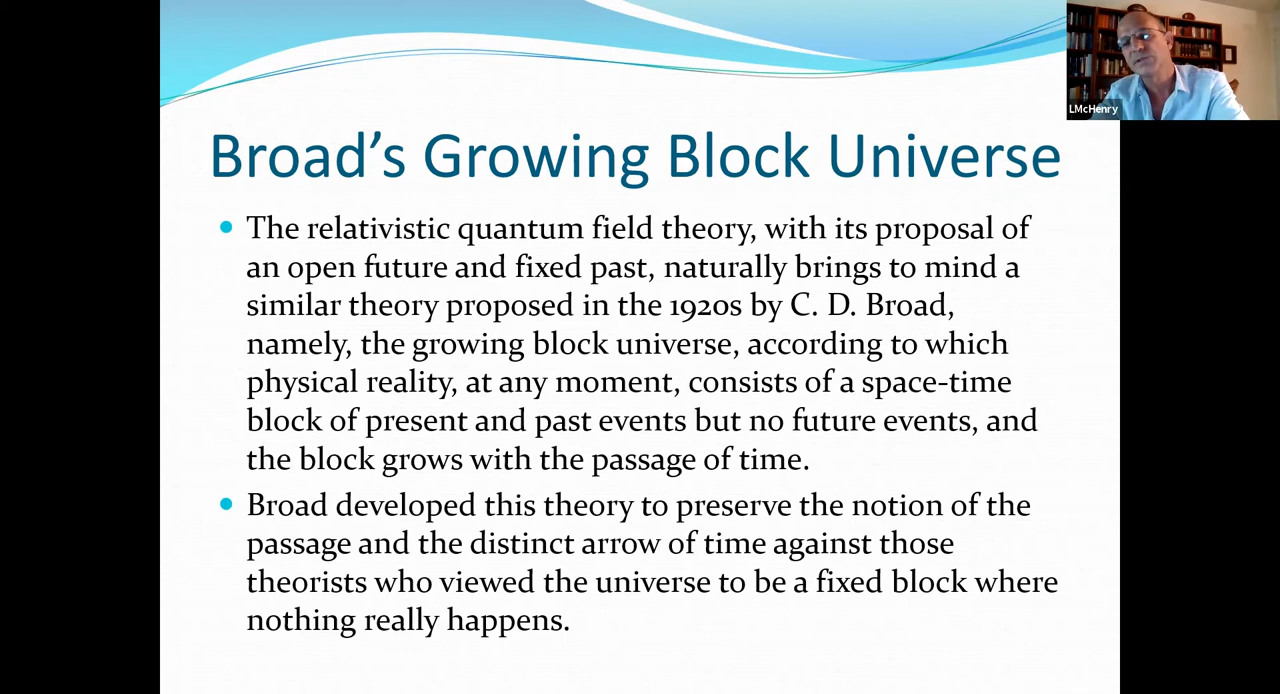 Broad's Growing Block Universe
The relativistic quantum field theory, with its proposal of
an open future and fixed past, naturally brings to mind a
similar theory proposed in the 1920s by C. D. Broad,
namely, the growing block universe, according to which
physical reality, at any moment, consists of a space-time
block of present and past events but no future events, and
the block grows with the passage of time.
Broad developed this theory to preserve the notion of the
passage and the distinct arrow of time against those
theorists who viewed the universe to be a fixed block where
nothing really happens.
LMcHenry